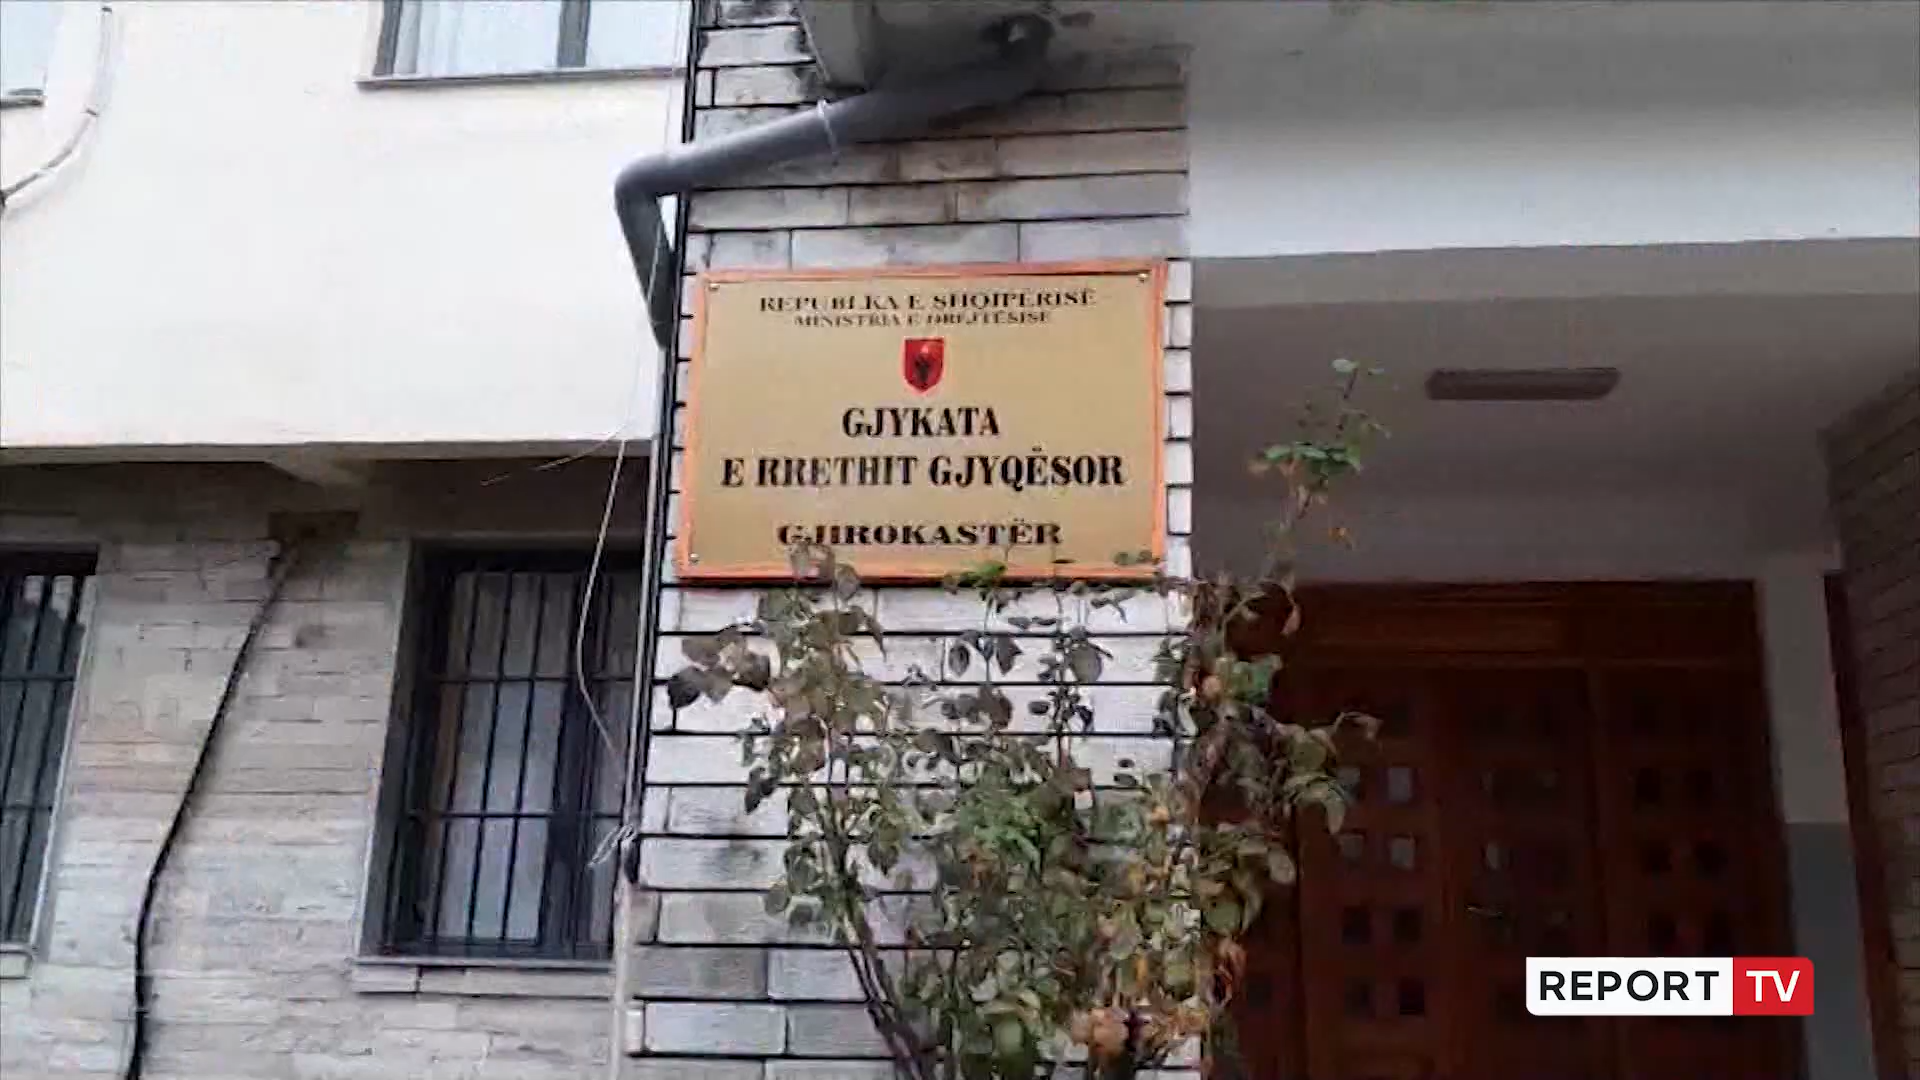 REPUBLIKA E SHQIPËRISË
MINISTRIA E DREJTËSISË
GJYKATA
E RRETHIT GJYQËSOR
GJIROKASTËR
REPORT TV